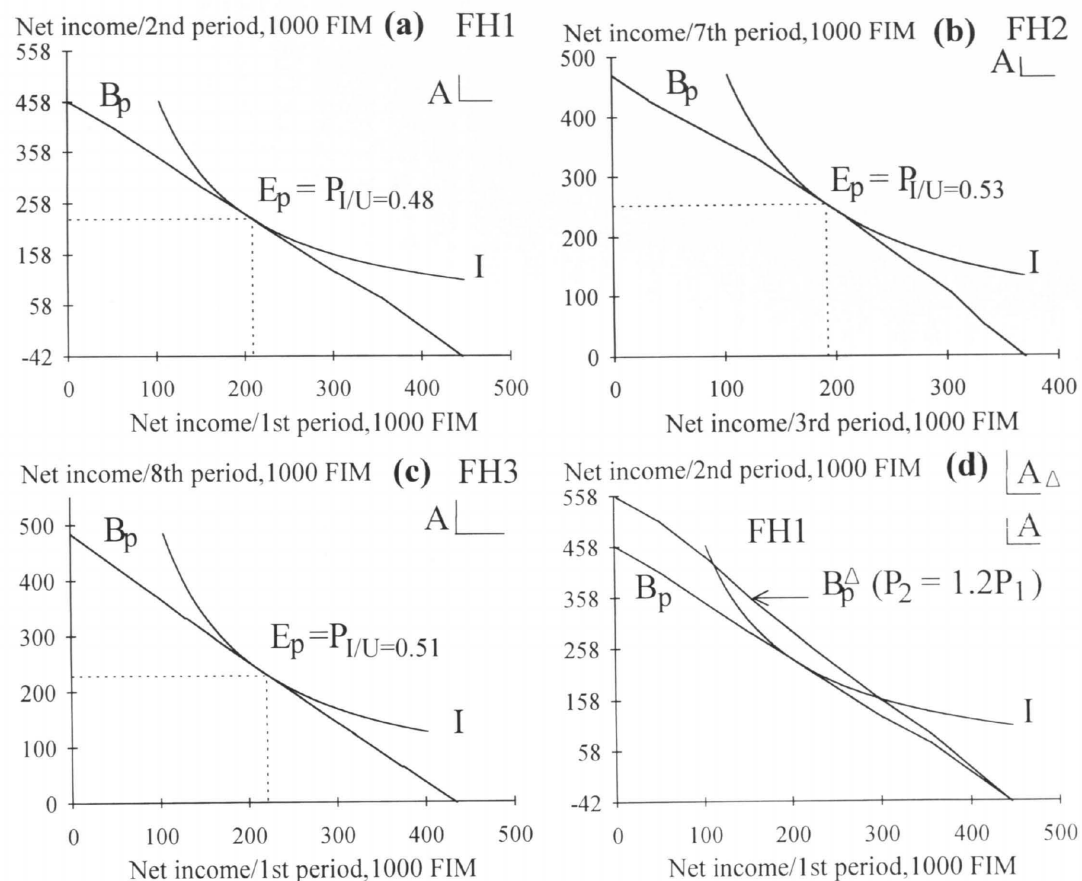 Net income/2nd period,1000 FIM (a) FH1
558
458
358
258
158
58
-42
B_p
A
E_p = P_I/U=0.48
I
0 100 200 300 400 500
Net income/1st period,1000 FIM
Net income/7th period,1000 FIM (b) FH2
500
400
300
200
100
0
B_p
A
E_p = P_I/U=0.53
I
0 100 200 300 400
Net income/3rd period,1000 FIM
Net income/8th period,1000 FIM (c) FH3
500
400
300
200
100
0
B_p
A
E_p=P_I/U=0.51
I
0 100 200 300 400 500
Net income/1st period,1000 FIM
Net income/2nd period,1000 FIM (d)
A_Δ
A
558
458
358
258
158
58
-42
FH1
B_p
B_p^Δ (P_2 = 1.2P_1)
I
0 100 200 300 400 500
Net income/1st period,1000 FIM